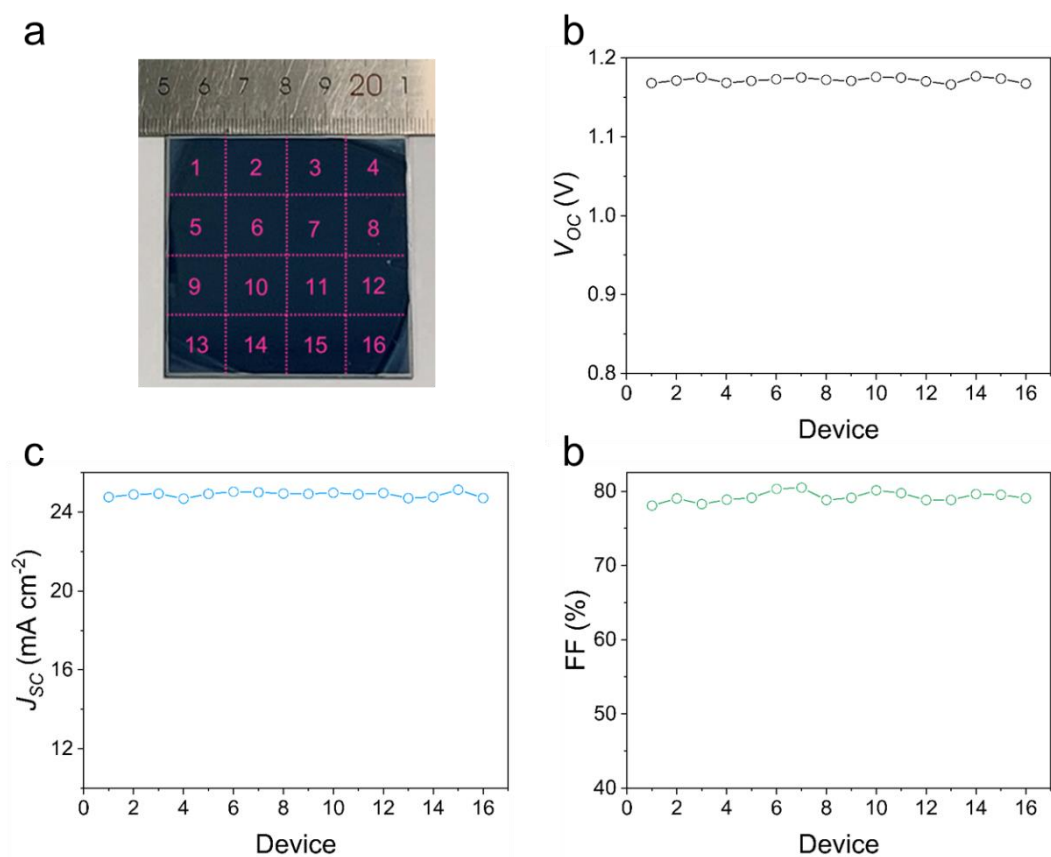 a
5 6 7 8 9 20 1
1 2 3 4
5 6 7 8
9 10 11 12
13 14 15 16
b
1.2
1.1
1.0
0.9
0.8
V_OC (V)
0 2 4 6 8 10 12 14 16
Device
c
24
20
16
12
J_SC (mA cm⁻²)
0 2 4 6 8 10 12 14 16
Device
b
80
70
60
50
40
FF (%)
0 2 4 6 8 10 12 14 16
Device